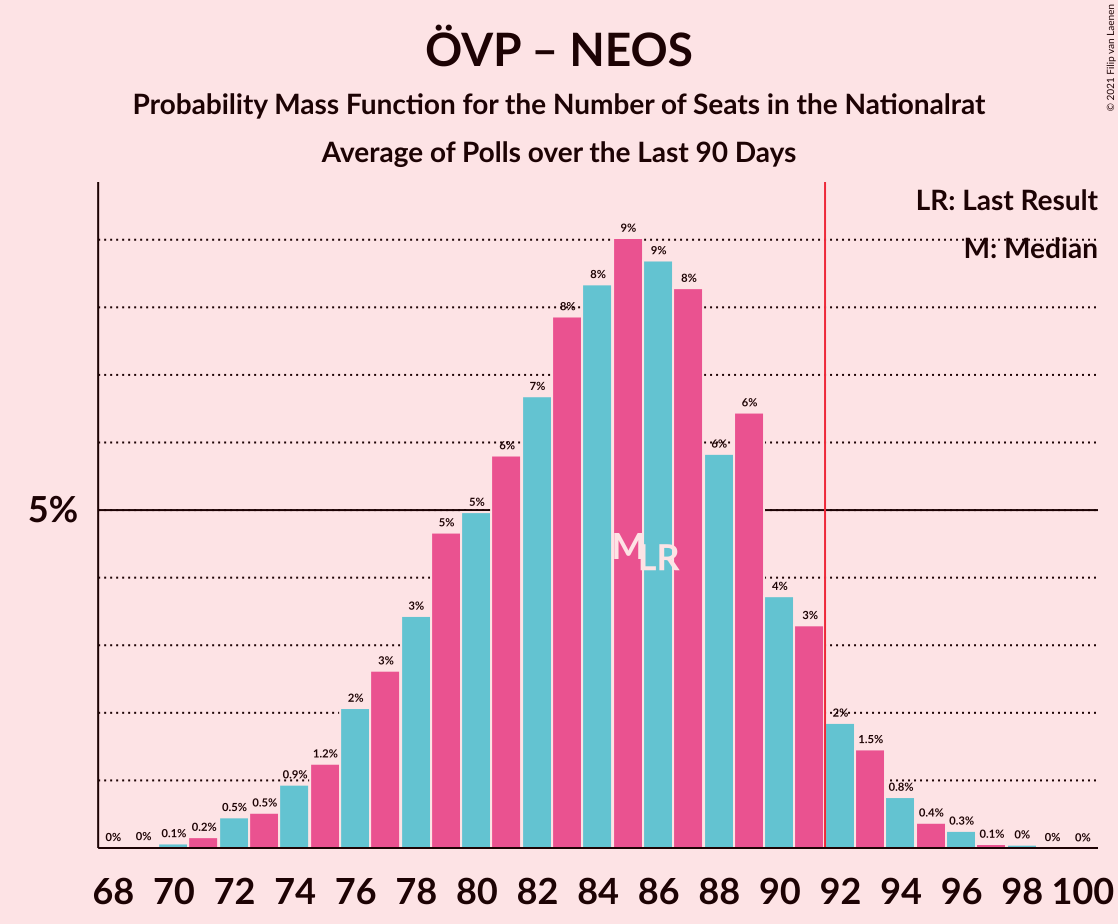 ÖVP – NEOS
Probability Mass Function for the Number of Seats in the Nationalrat
Average of Polls over the Last 90 Days
© 2021 Filip van Laenen
LR: Last Result
M: Median
5%
0% 0% 0.1% 0.2% 0.5% 0.5% 0.9% 1.2% 2% 3% 3% 5% 5% 6% 7% 8% 8% 9% 9% 8% 6% 6% 4% 3% 2% 1.5% 0.8% 0.4% 0.3% 0.1% 0% 0% 0%
M LR
68 70 72 74 76 78 80 82 84 86 88 90 92 94 96 98 100